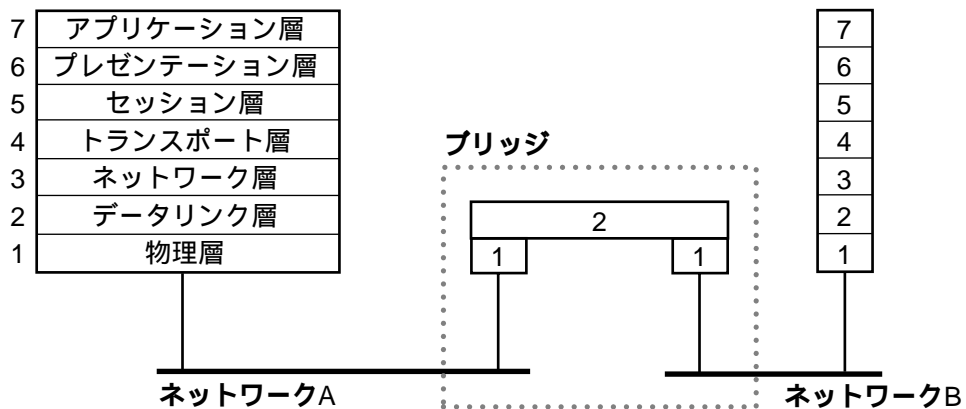 7 アプリケーション層
6 プレゼンテーション層
5 セッション層
4 トランスポート層
3 ネットワーク層
2 データリンク層
1 物理層
ブリッジ
2
1 1
7
6
5
4
3
2
1
ネットワークA
ネットワークB